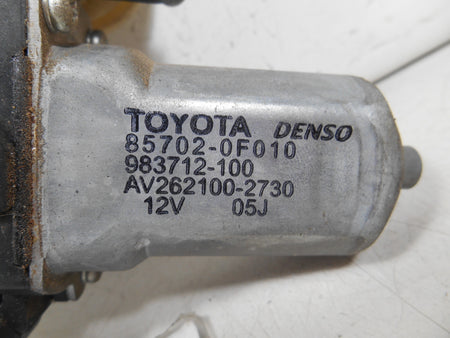 TOYOTA DENSO
85702-0F010
983712-100
AV262100-2730
12V 05J